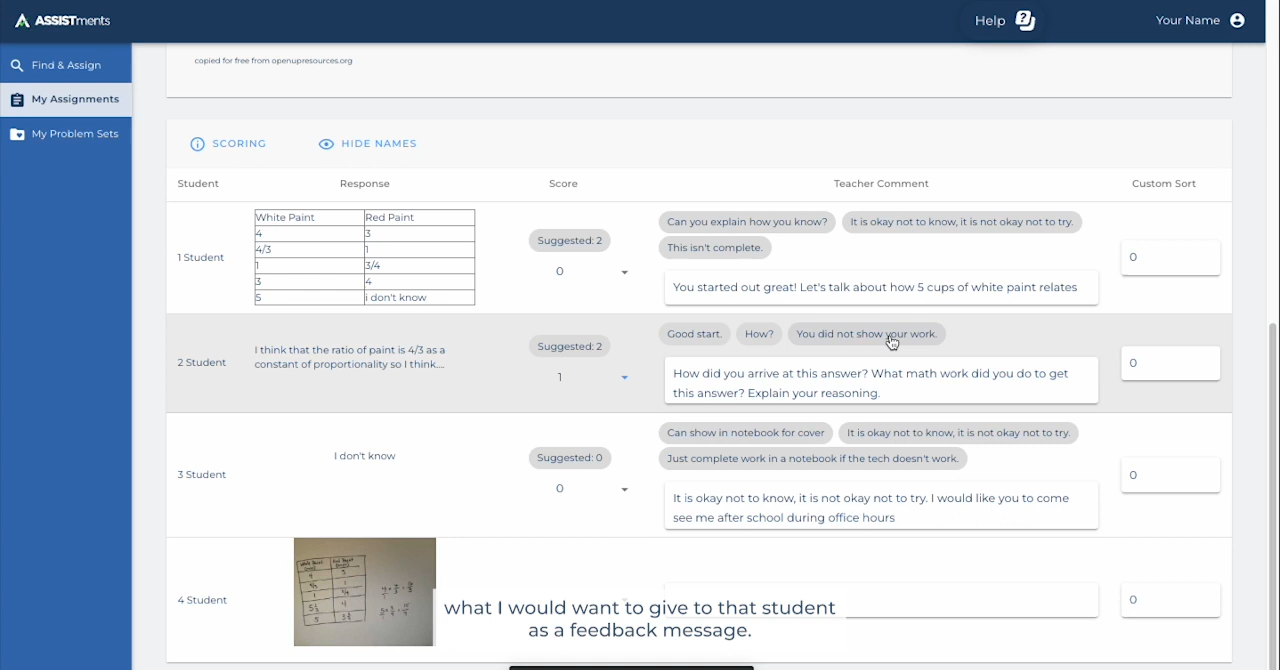 ASSISTments
Help
Your Name
Find & Assign
My Assignments
My Problem Sets
copied for free from openupresources.org
SCORING
HIDE NAMES
Student
Response
Score
Teacher Comment
Custom Sort
1 Student
White Paint Red Paint
4 3
4/3 1
1 3/4
3 4
5 i don't know
Suggested: 2
0
Can you explain how you know?
It is okay not to know, it is not okay not to try.
This isn't complete.
You started out great! Let's talk about how 5 cups of white paint relates
0
2 Student
I think that the ratio of paint is 4/3 as a
constant of proportionality so I think....
Suggested: 2
1
Good start.
How?
You did not show your work.
How did you arrive at this answer? What math work did you do to get
this answer? Explain your reasoning.
0
3 Student
I don't know
Suggested: 0
0
Can show in notebook for cover
It is okay not to know, it is not okay not to try.
Just complete work in a notebook if the tech doesn't work.
It is okay not to know, it is not okay not to try. I would like you to come
see me after school during office hours
0
4 Student
0
what I would want to give to that student
as a feedback message.